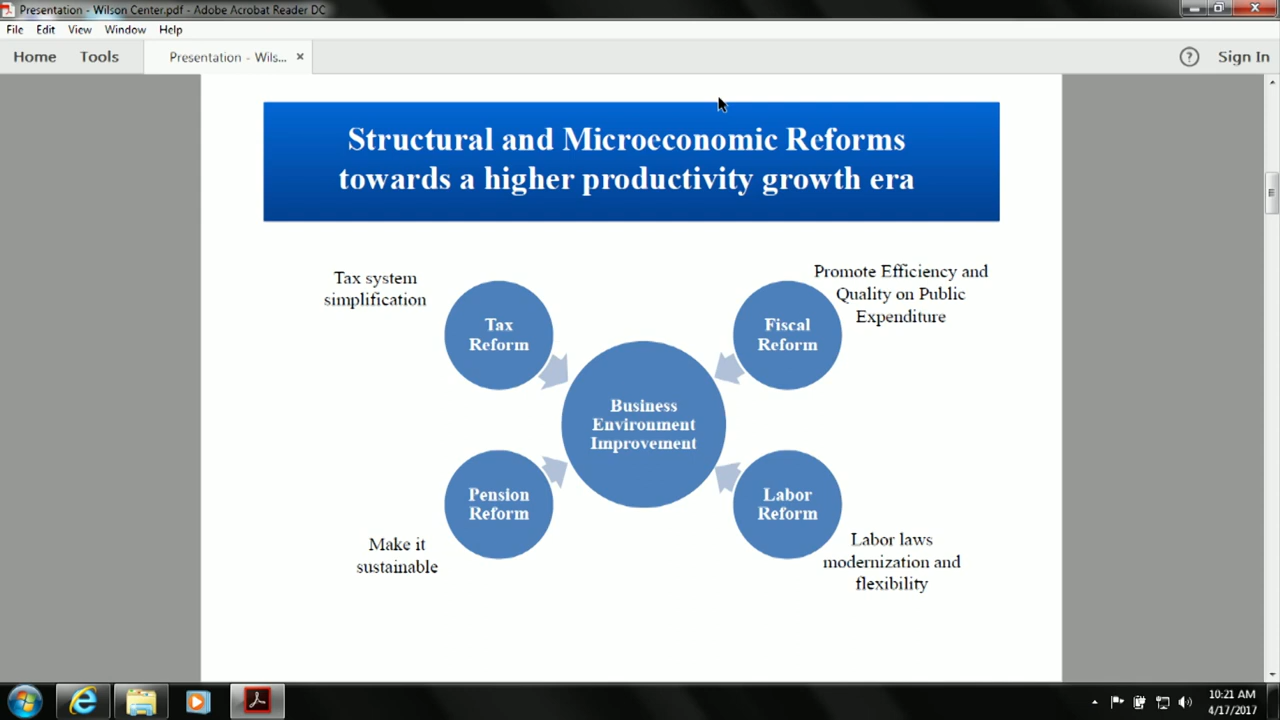 Presentation - Wilson Center.pdf - Adobe Acrobat Reader DC
File Edit View Window Help
Home Tools Presentation - Wils... × ? Sign In
Structural and Microeconomic Reforms
towards a higher productivity growth era
Tax system
simplification
Tax
Reform
Promote Efficiency and
Quality on Public
Expenditure
Fiscal
Reform
Business
Environment
Improvement
Pension
Reform
Make it
sustainable
Labor
Reform
Labor laws
modernization and
flexibility
10:21 AM
4/17/2017